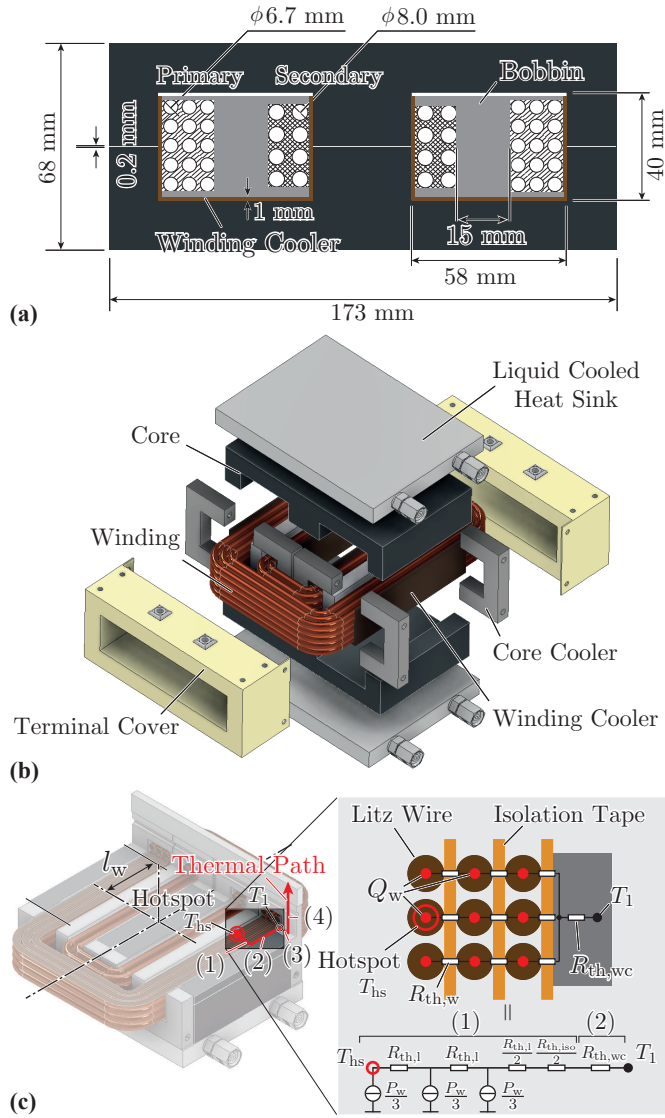 ϕ6.7 mm
ϕ8.0 mm
Primary
Secondary
Bobbin
68 mm
0.2 mm
40 mm
1 mm
15 mm
Winding Cooler
58 mm
173 mm
(a)
Liquid Cooled
Heat Sink
Core
Winding
Core Cooler
Terminal Cover
Winding Cooler
(b)
Litz Wire
Isolation Tape
l_w
Thermal Path
Hotspot
T_1
T_hs
(4)
(3)
(1)
(2)
Q_w
T_1
Hotspot
T_hs
R_th,w
R_th,wc
=
(1)
(2)
T_hs
R_th,l
R_th,l
R_th,l/2
R_th,iso/2
R_th,wc
T_1
P_w/3
P_w/3
P_w/3
(c)